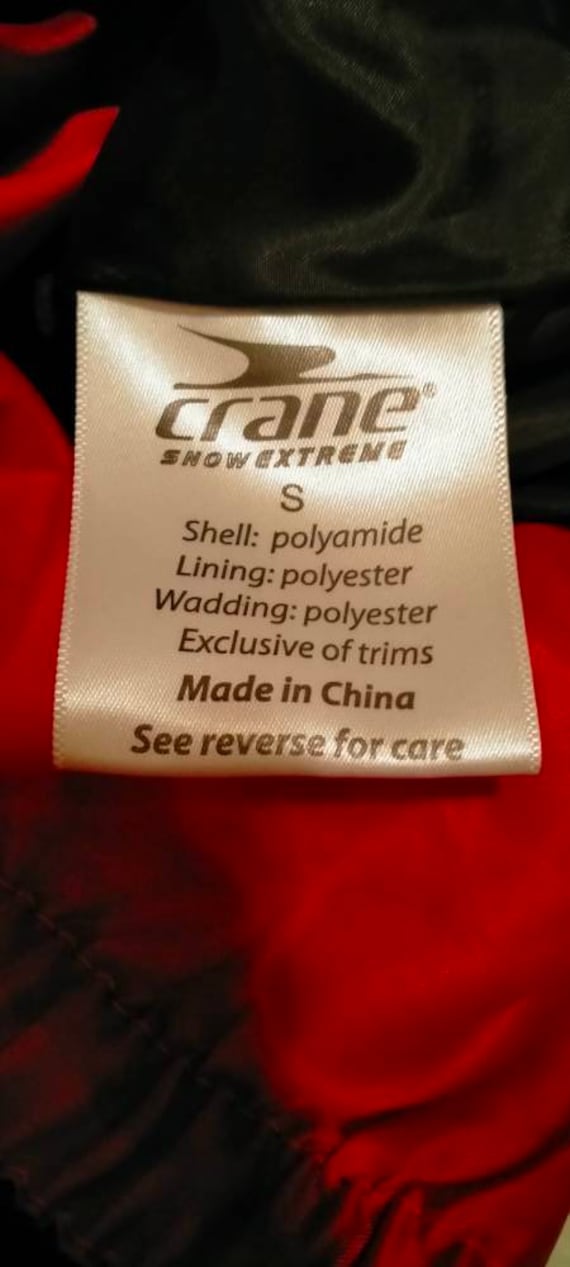 crane®
SNOW EXTREME
S
Shell: polyamide
Lining: polyester
Wadding: polyester
Exclusive of trims
Made in China
See reverse for care